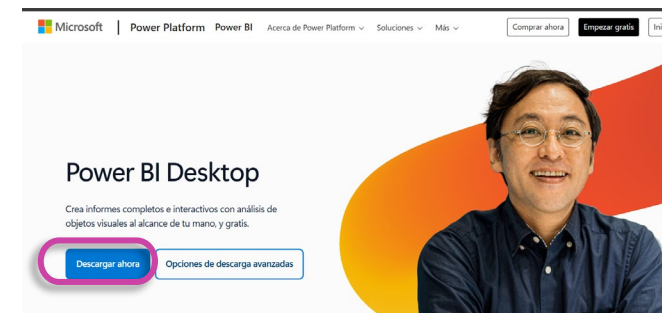 Microsoft Power Platform Power BI Acerca de Power Platform Soluciones Más Comprar ahora Empezar gratis
Power BI Desktop
Crea informes completos e interactivos con análisis de
objetos visuales al alcance de tu mano, y gratis.
Descargar ahora Opciones de descarga avanzadas